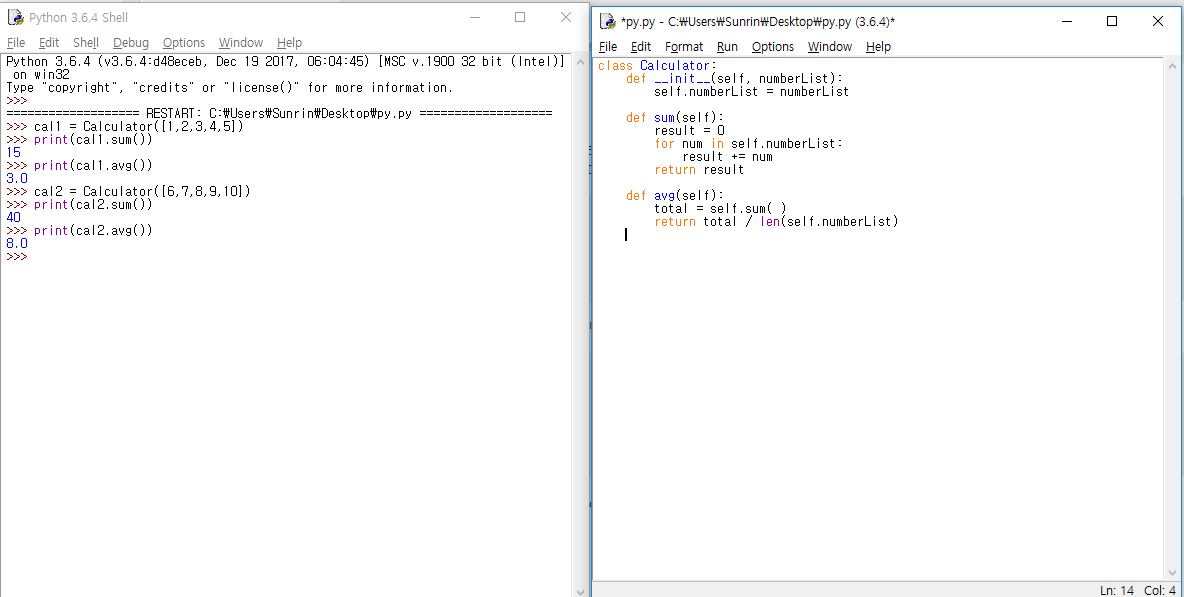 Python 3.6.4 Shell
File Edit Shell Debug Options Window Help
Python 3.6.4 (v3.6.4:d48eceb, Dec 19 2017, 06:04:45) [MSC v.1900 32 bit (Intel)]
 on win32
Type "copyright", "credits" or "license()" for more information.
>>>
=================== RESTART: C:₩Users₩Sunrin₩Desktop₩py.py ===================
>>> cal1 = Calculator([1,2,3,4,5])
>>> print(cal1.sum())
15
>>> print(cal1.avg())
3.0
>>> cal2 = Calculator([6,7,8,9,10])
>>> print(cal2.sum())
40
>>> print(cal2.avg())
8.0
>>>
*py.py - C:₩Users₩Sunrin₩Desktop₩py.py (3.6.4)*
File Edit Format Run Options Window Help
class Calculator:
    def __init__(self, numberList):
        self.numberList = numberList
    def sum(self):
        result = 0
        for num in self.numberList:
            result += num
        return result
    def avg(self):
        total = self.sum( )
        return total / len(self.numberList)
Ln: 14 Col: 4